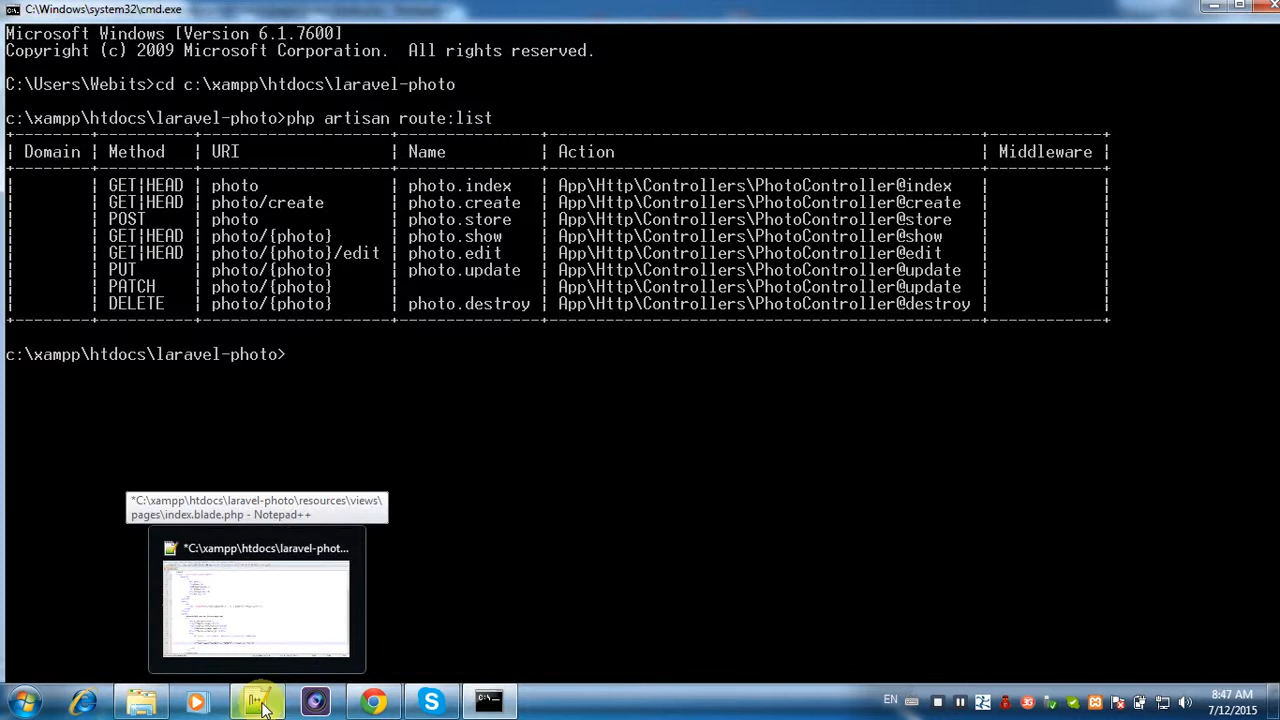 C:\Windows\system32\cmd.exe
Microsoft Windows [Version 6.1.7600]
Copyright (c) 2009 Microsoft Corporation.  All rights reserved.
C:\Users\Webits>cd c:\xampp\htdocs\laravel-photo
c:\xampp\htdocs\laravel-photo>php artisan route:list
| Domain | Method | URI | Name | Action | Middleware |
| | GET|HEAD | photo | photo.index | App\Http\Controllers\PhotoController@index | |
| | GET|HEAD | photo/create | photo.create | App\Http\Controllers\PhotoController@create | |
| | POST | photo | photo.store | App\Http\Controllers\PhotoController@store | |
| | GET|HEAD | photo/{photo} | photo.show | App\Http\Controllers\PhotoController@show | |
| | GET|HEAD | photo/{photo}/edit | photo.edit | App\Http\Controllers\PhotoController@edit | |
| | PUT | photo/{photo} | photo.update | App\Http\Controllers\PhotoController@update | |
| | PATCH | photo/{photo} | | App\Http\Controllers\PhotoController@update | |
| | DELETE | photo/{photo} | photo.destroy | App\Http\Controllers\PhotoController@destroy | |
c:\xampp\htdocs\laravel-photo>
*C:\xampp\htdocs\laravel-photo\resources\views\
pages\index.blade.php - Notepad++
*C:\xampp\htdocs\laravel-phot...
EN
8:47 AM
7/12/2015